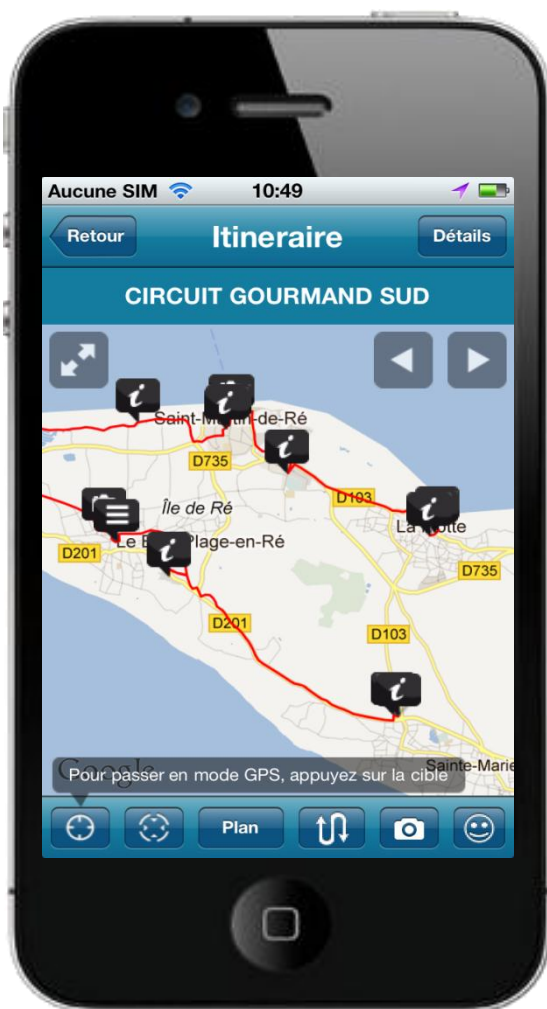 Aucune SIM 10:49
Retour Itineraire Détails
CIRCUIT GOURMAND SUD
Saint-Martin-de-Ré
D735
D103
Île de Ré
La
D201
Plage-en-Ré
D735
D201
D103
Sainte-Marie
Google
Pour passer en mode GPS, appuyez sur la cible
Plan